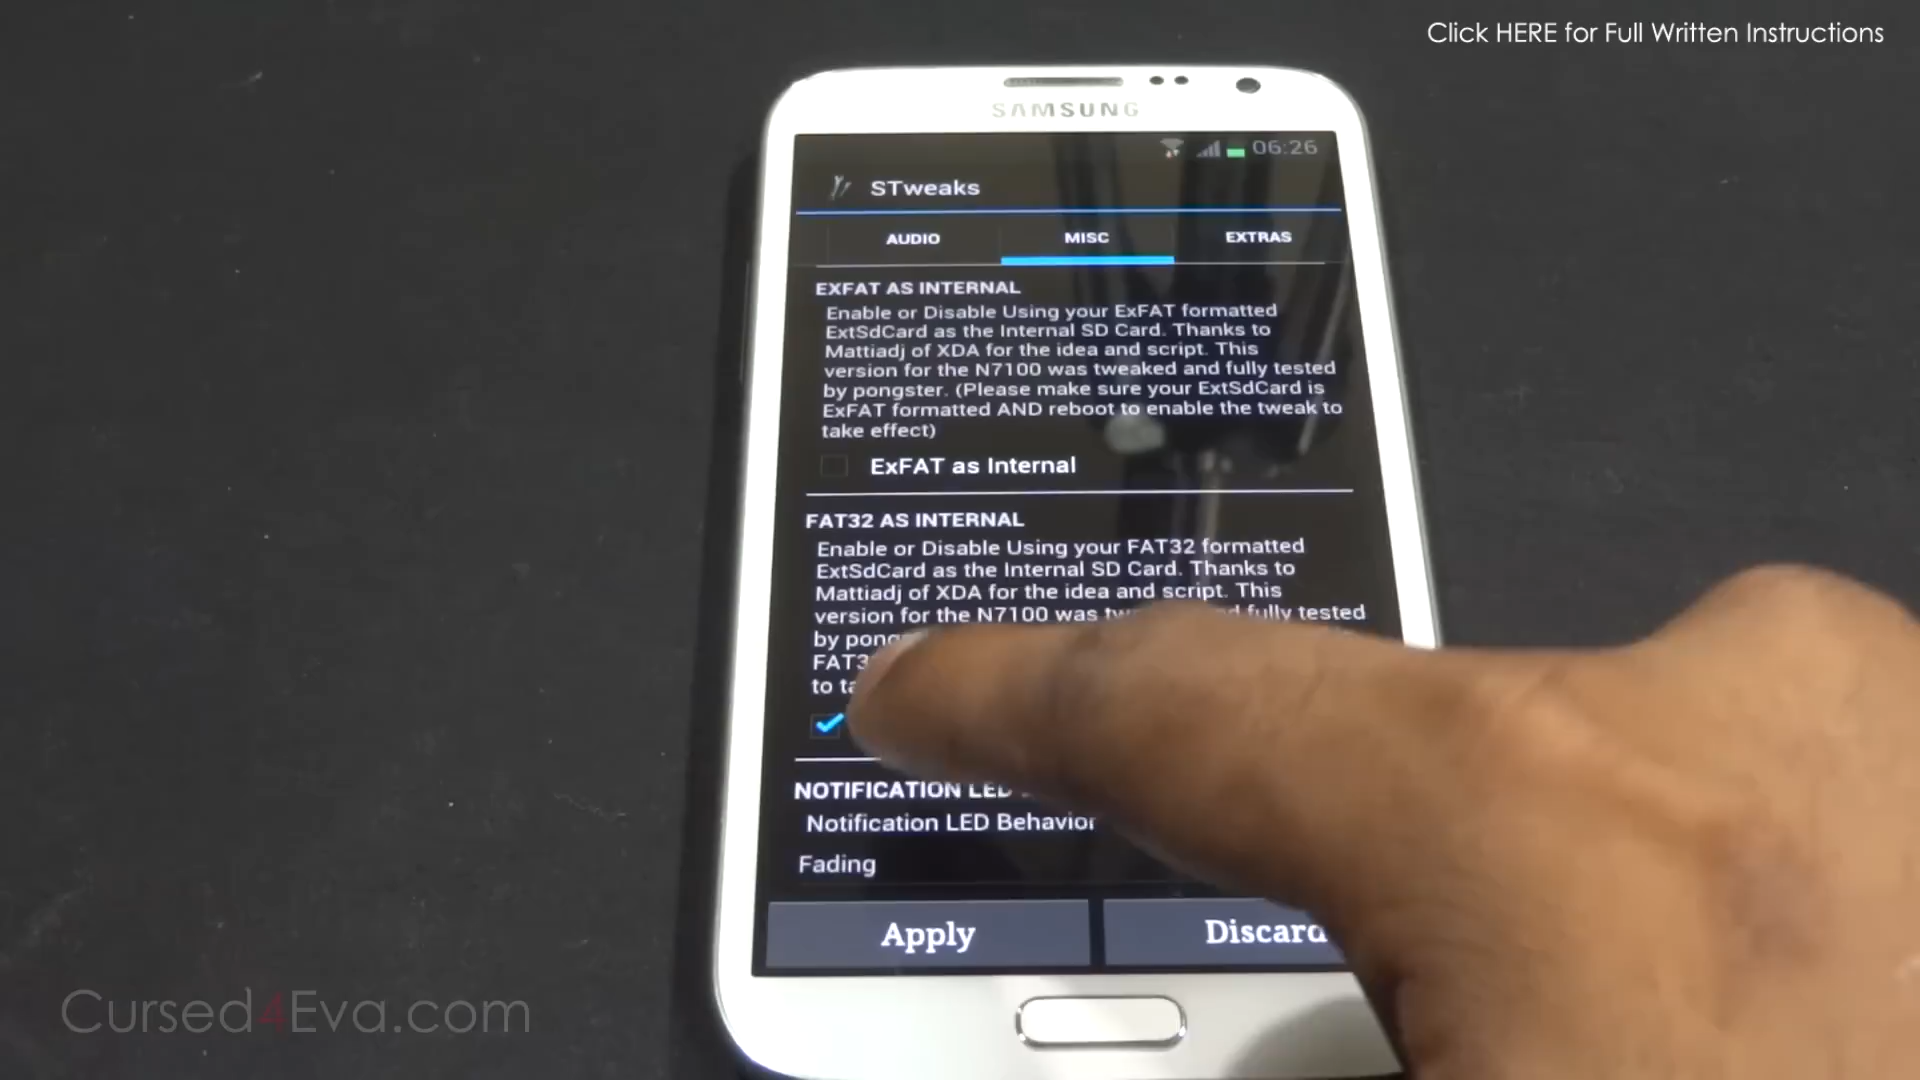 Click HERE for Full Written Instructions
SAMSUNG
06:26
STweaks
AUDIO MISC EXTRAS
EXFAT AS INTERNAL
Enable or Disable Using your ExFAT formatted
ExtSdCard as the Internal SD Card. Thanks to
Mattiadj of XDA for the idea and script. This
version for the N7100 was tweaked and fully tested
by pongster. (Please make sure your ExtSdCard is
ExFAT formatted AND reboot to enable the tweak to
take effect)
ExFAT as Internal
FAT32 AS INTERNAL
Enable or Disable Using your FAT32 formatted
ExtSdCard as the Internal SD Card. Thanks to
Mattiadj of XDA for the idea and script. This
version for the N7100 was fully tested
by
to
NOTIFICATION LED
Notification LED Behavior
Fading
Apply Discard
Cursed4Eva.com